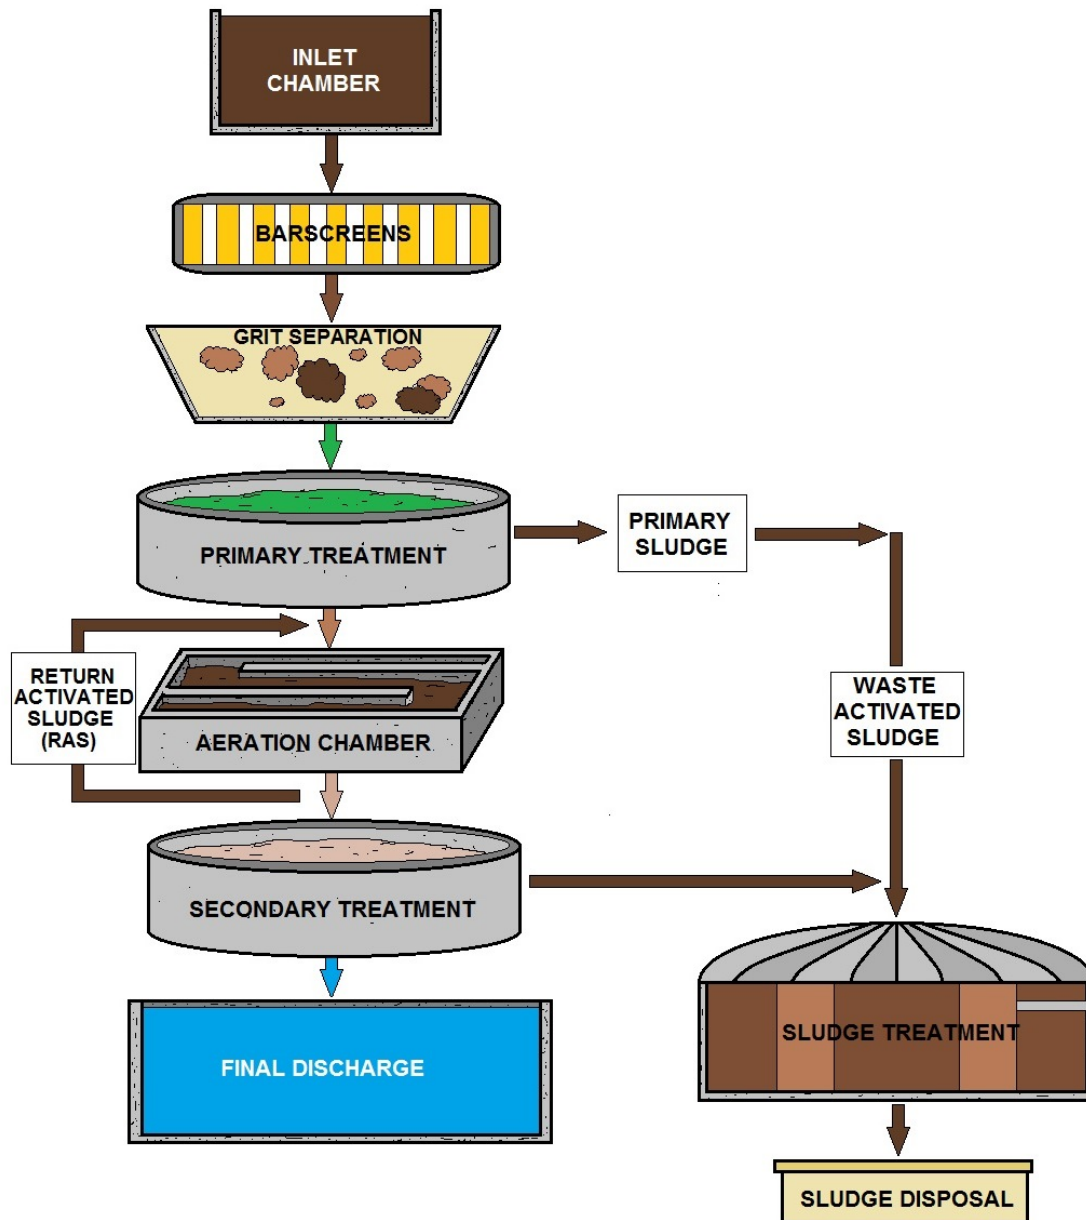 INLET
CHAMBER
BARSCREENS
GRIT SEPARATION
PRIMARY TREATMENT
PRIMARY
SLUDGE
RETURN
ACTIVATED
SLUDGE
(RAS)
AERATION CHAMBER
WASTE
ACTIVATED
SLUDGE
SECONDARY TREATMENT
FINAL DISCHARGE
SLUDGE TREATMENT
SLUDGE DISPOSAL